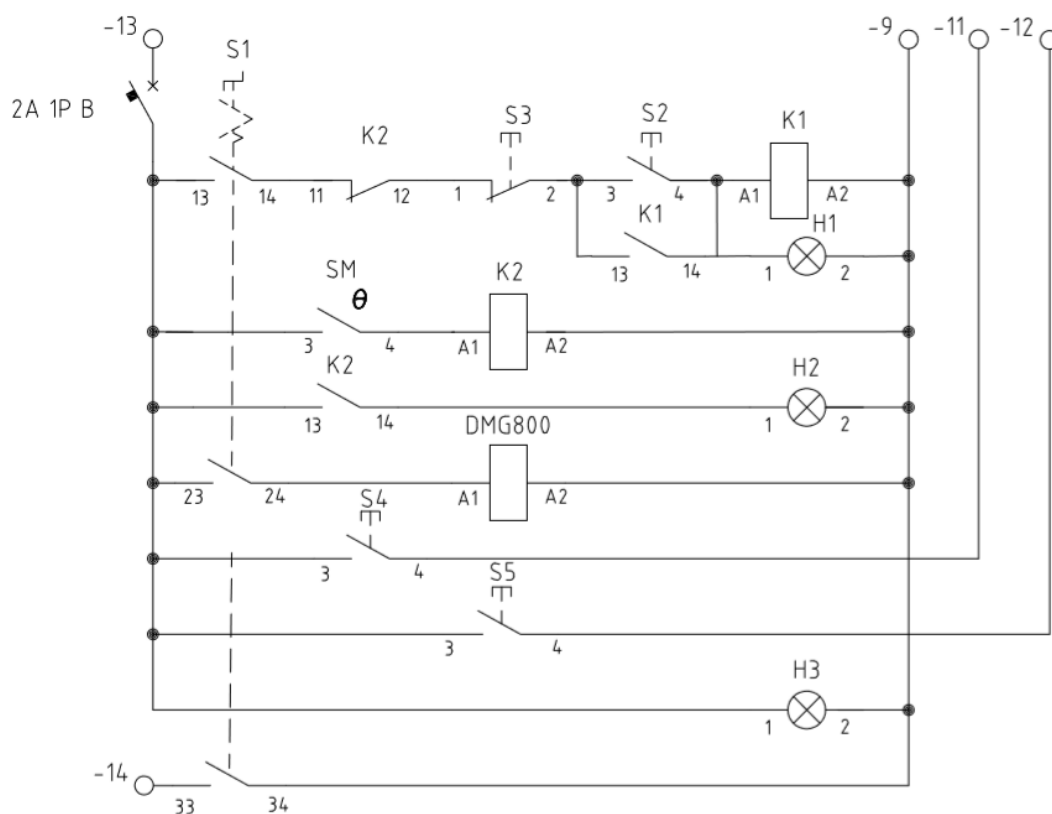 -13 S1 -9 -11 -12
2A 1P B
K2 S3 S2 K1
13 14 11 12 1 2 3 4 A1 A2
K1 H1
13 14 1 2
SM θ K2
3 4 A1 A2
K2 H2
13 14 1 2
DMG800
23 24 A1 A2
S4
3 4
S5
3 4
H3
1 2
-14
33 34